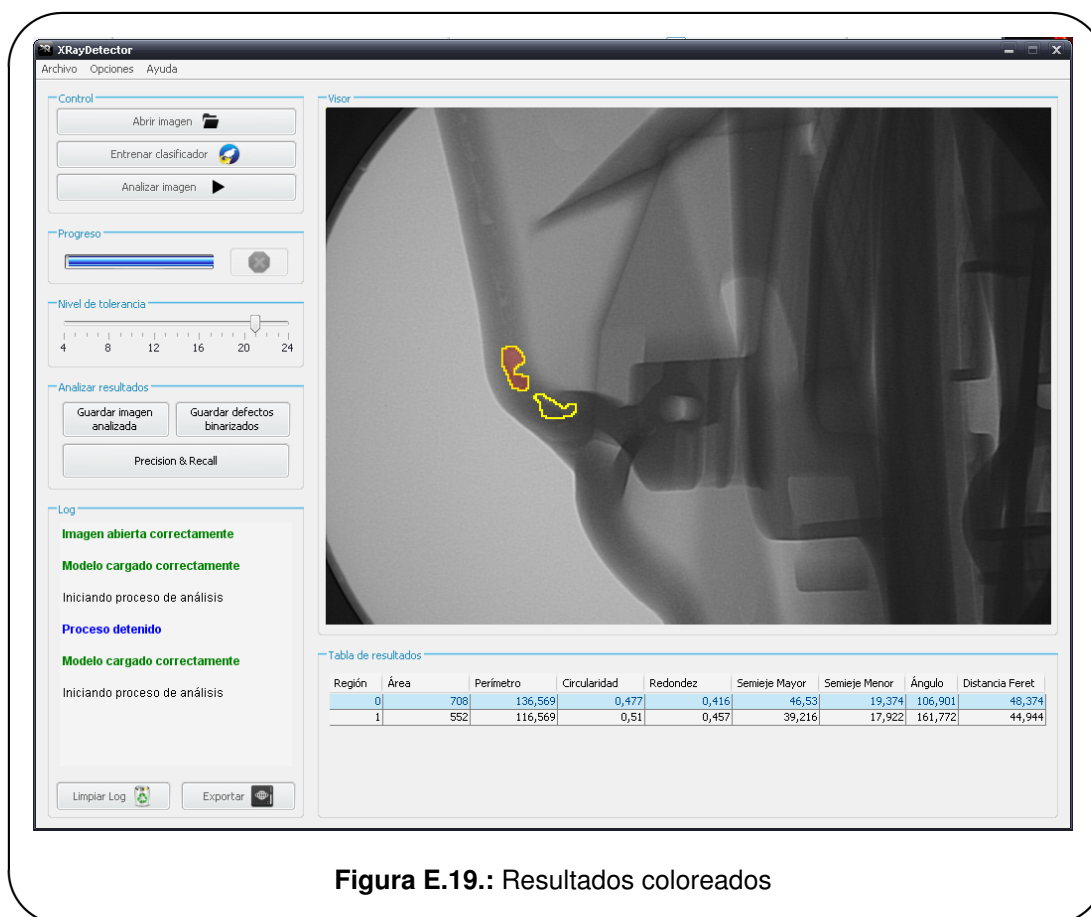 XRayDetector
Archivo Opciones Ayuda
Control
Abrir imagen
Entrenar clasificador
Analizar imagen
Progreso
Nivel de tolerancia
4 8 12 16 20 24
Analizar resultados
Guardar imagen analizada
Guardar defectos binarizados
Precision & Recall
Log
Imagen abierta correctamente
Modelo cargado correctamente
Iniciando proceso de análisis
Proceso detenido
Modelo cargado correctamente
Iniciando proceso de análisis
Limpiar Log
Exportar
Visor
Tabla de resultados
Región Área Perímetro Circularidad Redondez Semieje Mayor Semieje Menor Ángulo Distancia Feret
0 708 136,569 0,477 0,416 46,53 19,374 106,901 48,374
1 552 116,569 0,51 0,457 39,216 17,922 161,772 44,944
Figura E.19.: Resultados coloreados